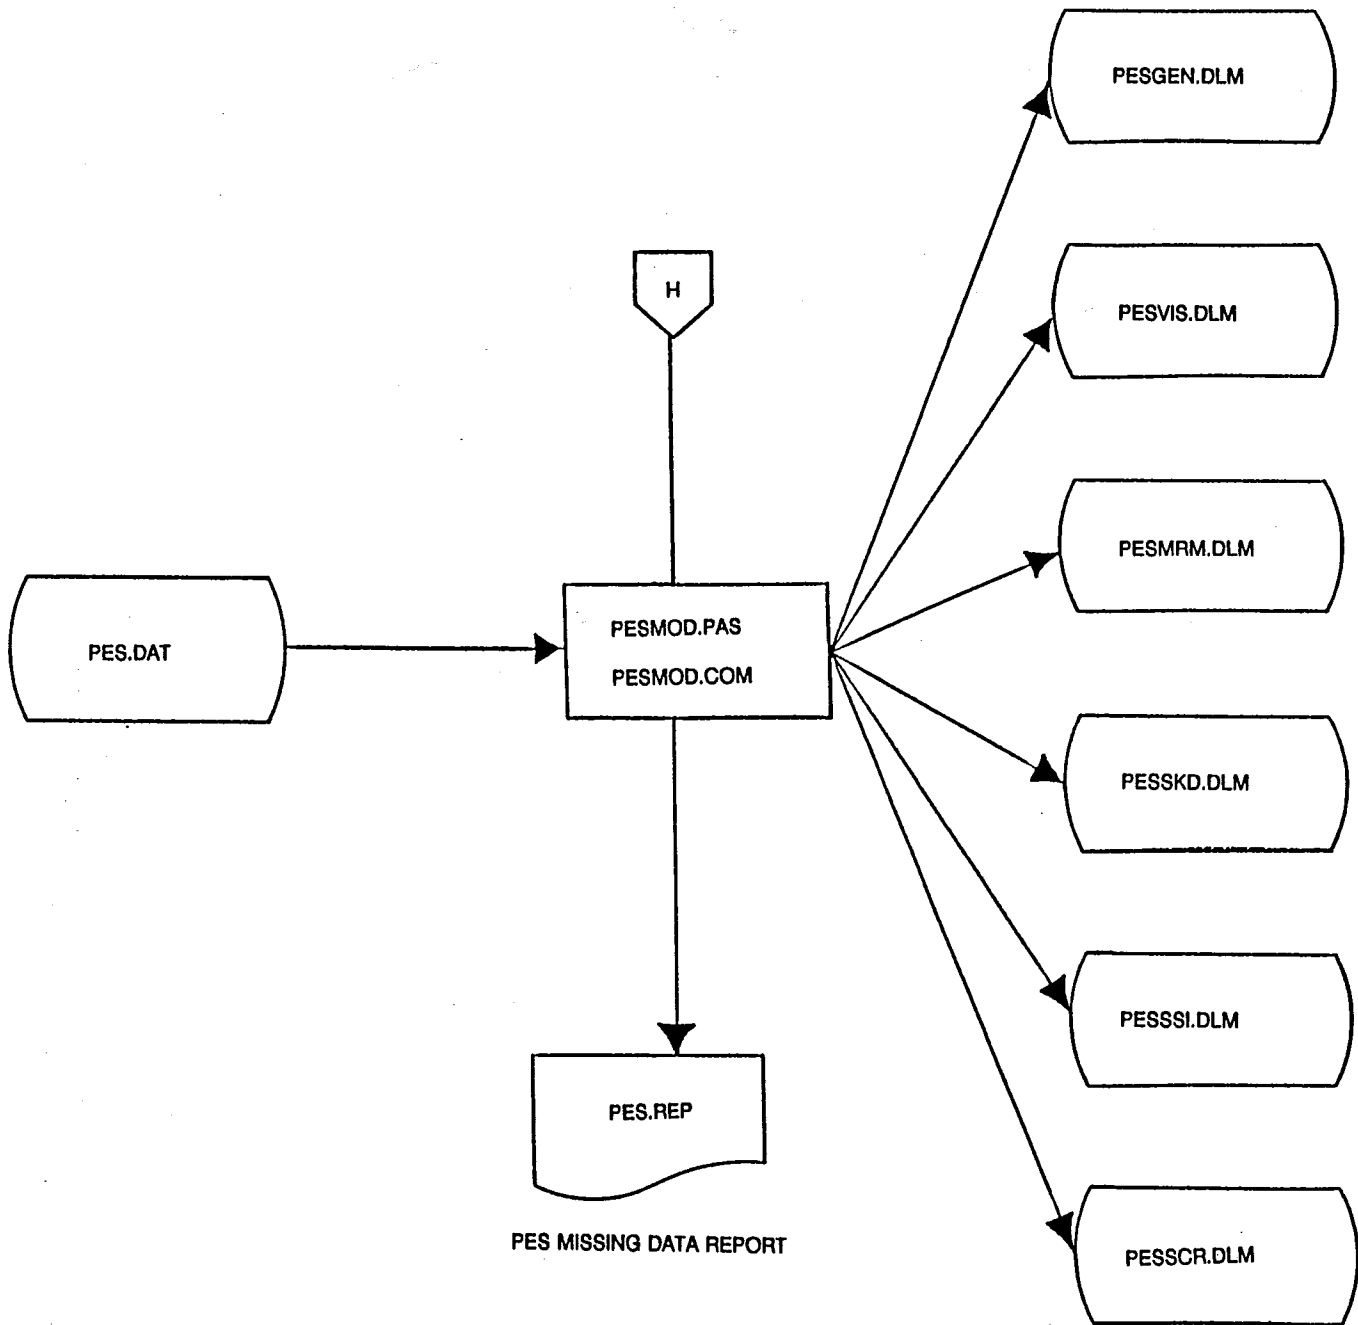 PESGEN.DLM
H
PESVIS.DLM
PESMRM.DLM
PES.DAT
PESMOD.PAS
PESMOD.COM
PESSKD.DLM
PESSSI.DLM
PES.REP
PES MISSING DATA REPORT
PESSCR.DLM